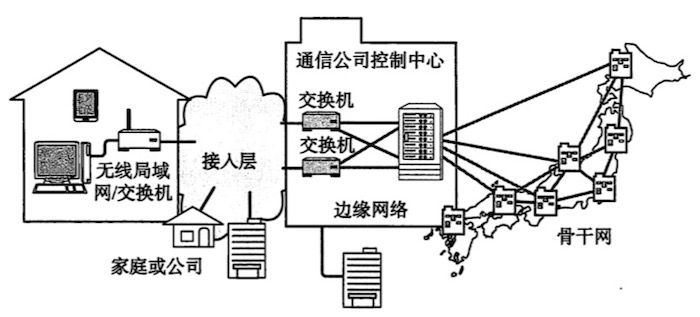 通信公司控制中心
交换机
交换机
无线局域
网/交换机
接入层
边缘网络
家庭或公司
骨干网